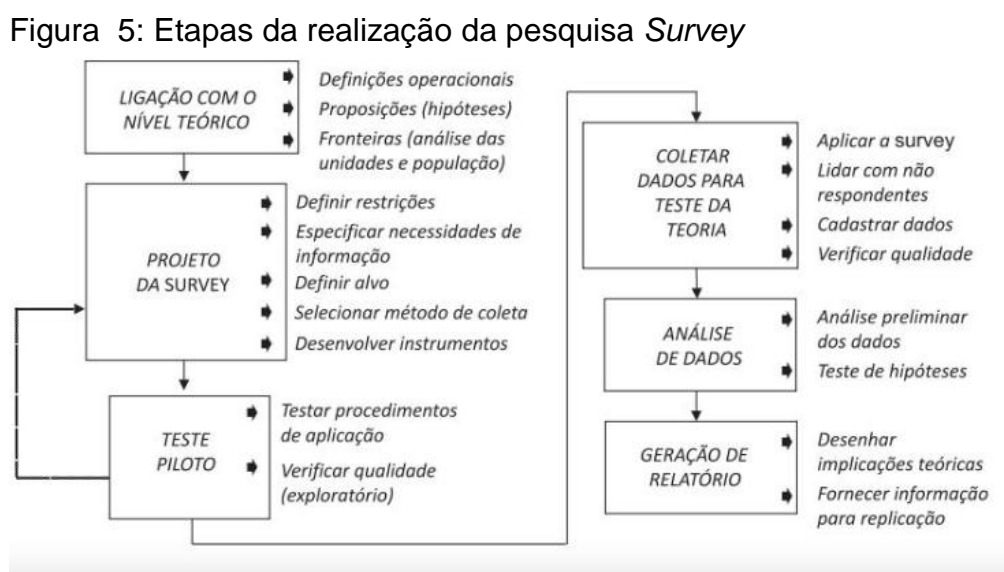 Figura 5: Etapas da realização da pesquisa Survey
LIGAÇÃO COM O
NÍVEL TEÓRICO
Definições operacionais
Proposições (hipóteses)
Fronteiras (análise das
unidades e população)
PROJETO
DA SURVEY
Definir restrições
Especificar necessidades de
informação
Definir alvo
Selecionar método de coleta
Desenvolver instrumentos
TESTE
PILOTO
Testar procedimentos
de aplicação
Verificar qualidade
(exploratório)
COLETAR
DADOS PARA
TESTE DA
TEORIA
Aplicar a survey
Lidar com não
respondentes
Cadastrar dados
Verificar qualidade
ANÁLISE
DE DADOS
Análise preliminar
dos dados
Teste de hipóteses
GERAÇÃO DE
RELATÓRIO
Desenhar
implicações teóricas
Fornecer informação
para replicação